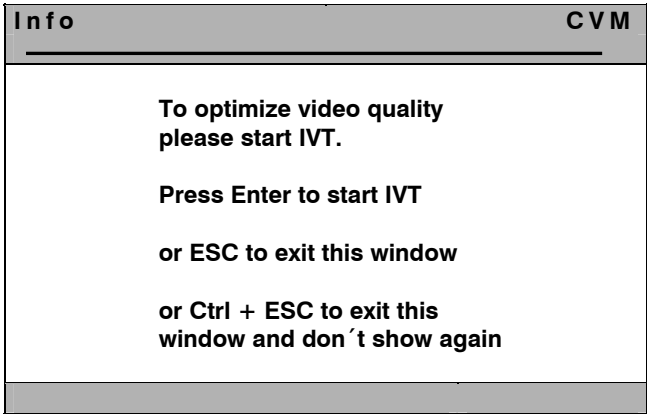 Info CVM
To optimize video quality
please start IVT.
Press Enter to start IVT
or ESC to exit this window
or Ctrl + ESC to exit this
window and don´t show again